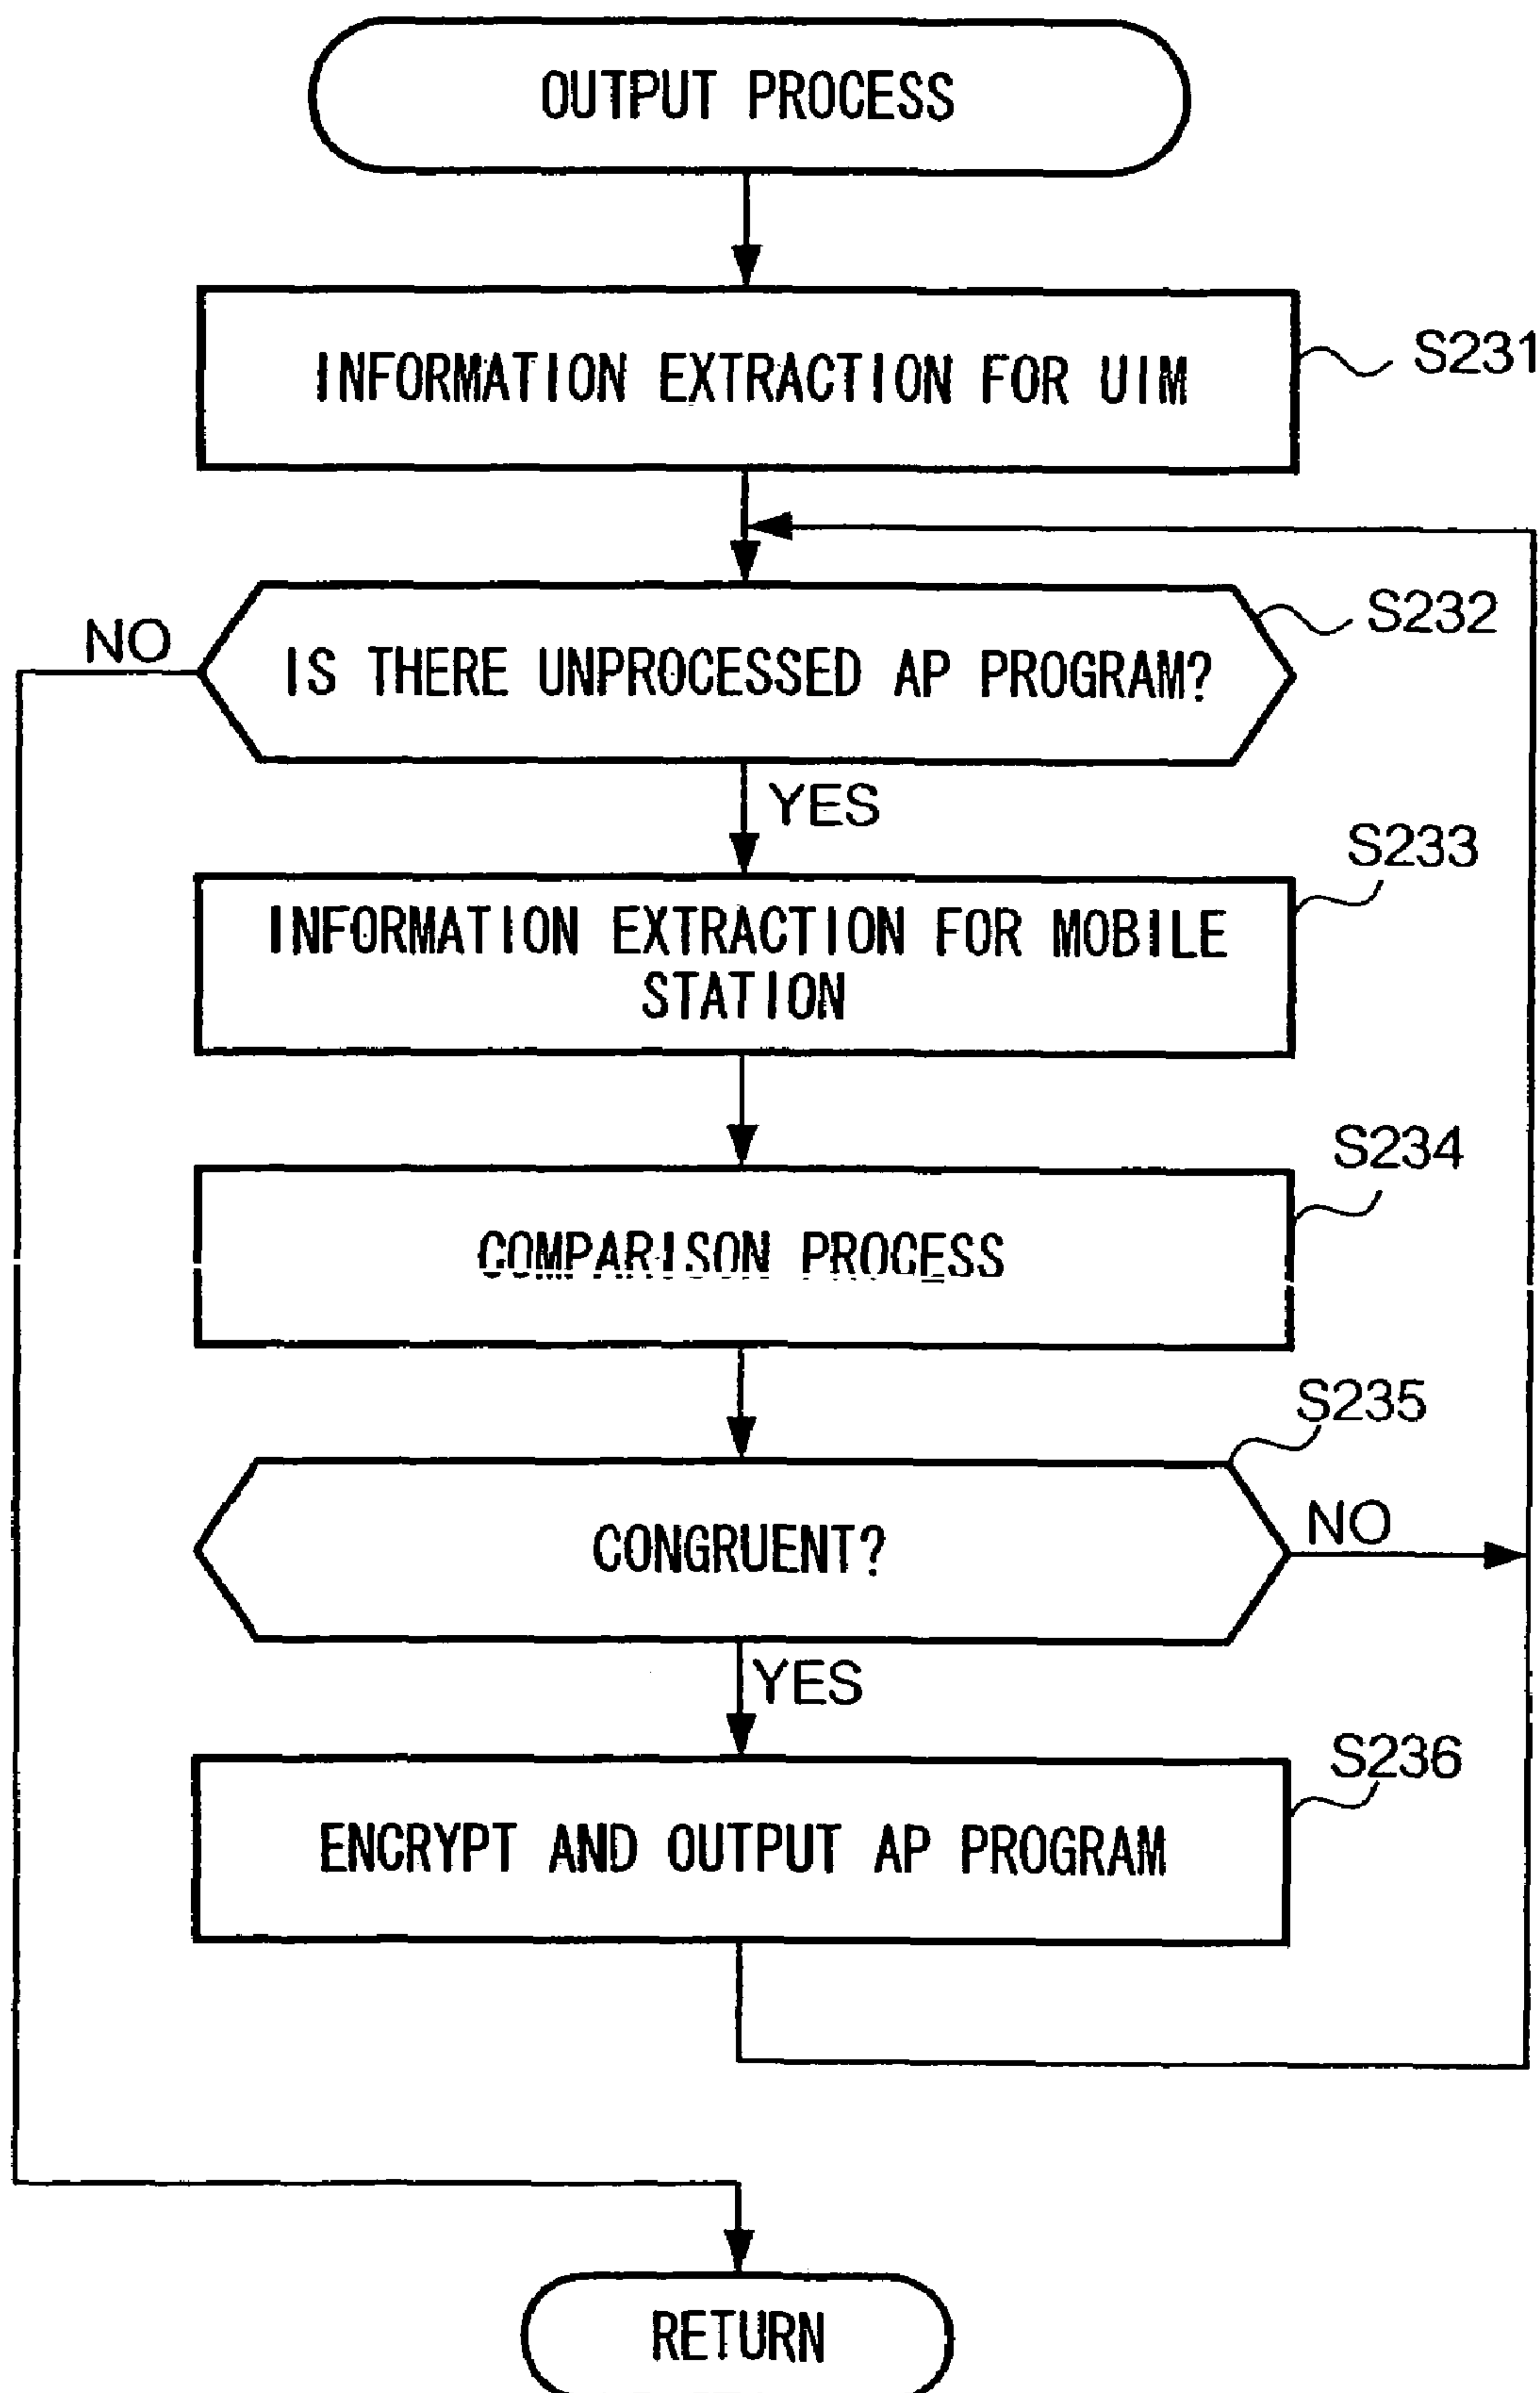 OUTPUT PROCESS
INFORMATION EXTRACTION FOR UIM
S231
S232
NO
IS THERE UNPROCESSED AP PROGRAM?
YES
S233
INFORMATION EXTRACTION FOR MOBILE
STATION
S234
COMPARISON PROCESS
S235
CONGRUENT?
NO
YES
S236
ENCRYPT AND OUTPUT AP PROGRAM
RETURN